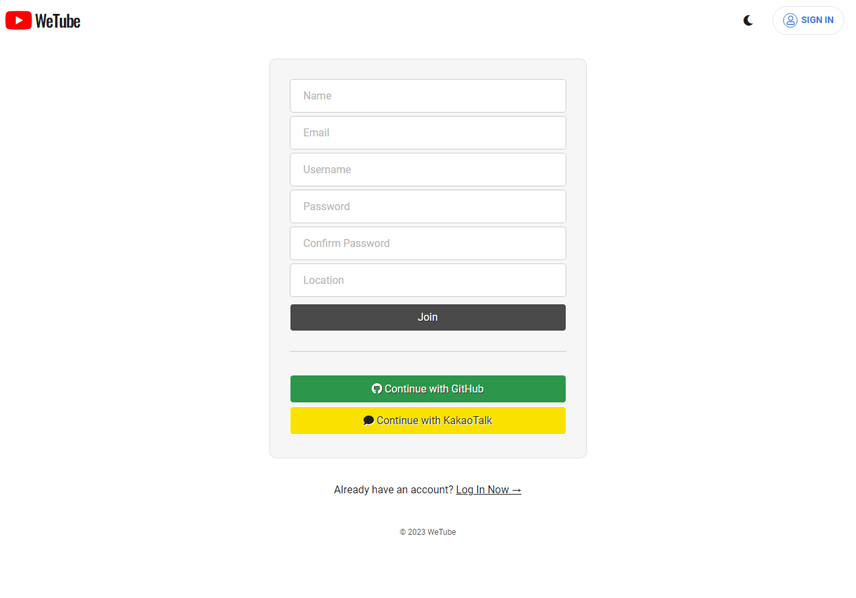 WeTube
SIGN IN
Name
Email
Username
Password
Confirm Password
Location
Join
Continue with GitHub
Continue with KakaoTalk
Already have an account? Log In Now →
© 2023 WeTube